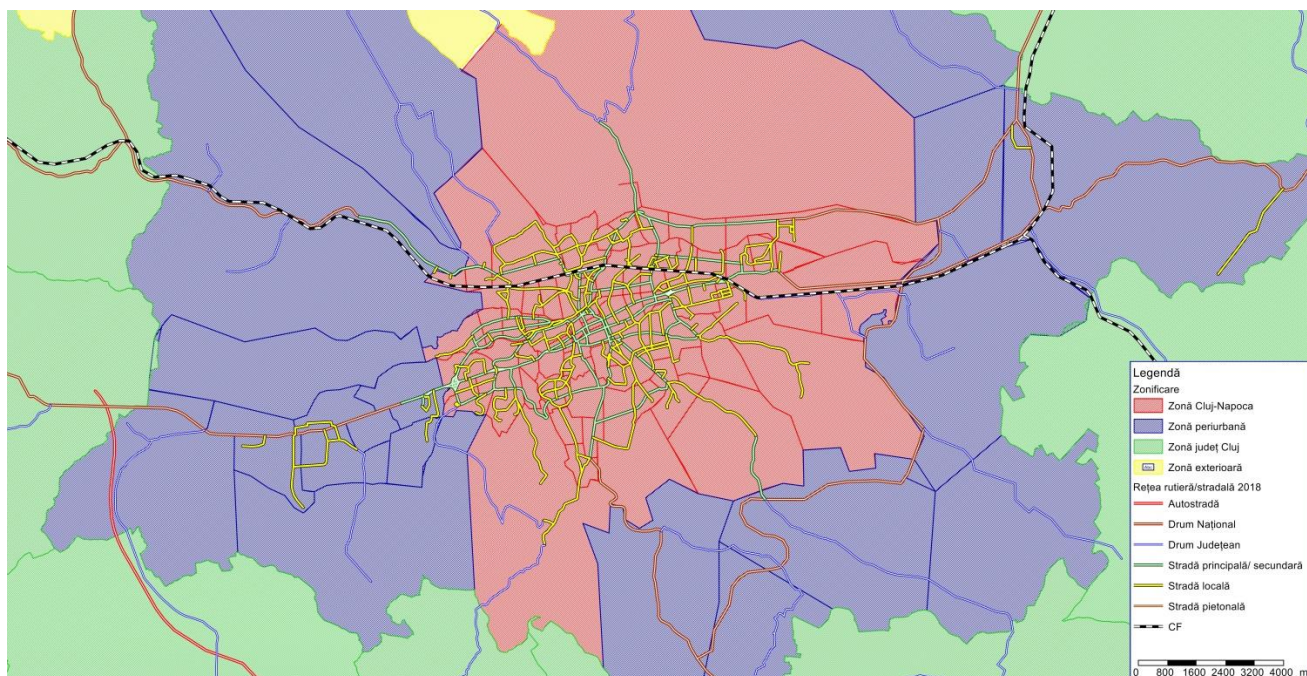 Legendă
Zonificare
Zonă Cluj-Napoca
Zonă periurbană
Zonă județ Cluj
Zonă exterioară
Rețea rutieră/stradală 2018
Autostradă
Drum Național
Drum Județean
Stradă principală/ secundară
Stradă locală
Stradă pietonală
CF
0 800 1600 2400 3200 4000 m